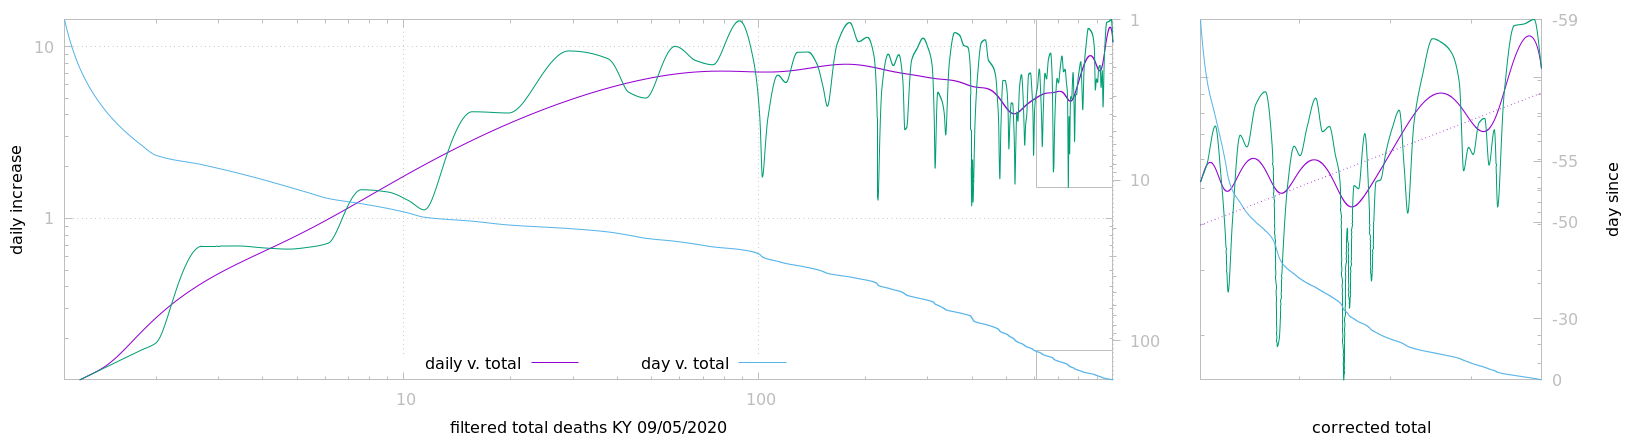 10
1
daily increase
10
100
1
10
100
daily v. total
day v. total
filtered total deaths KY 09/05/2020
-59
-55
-50
-30
0
day since
corrected total